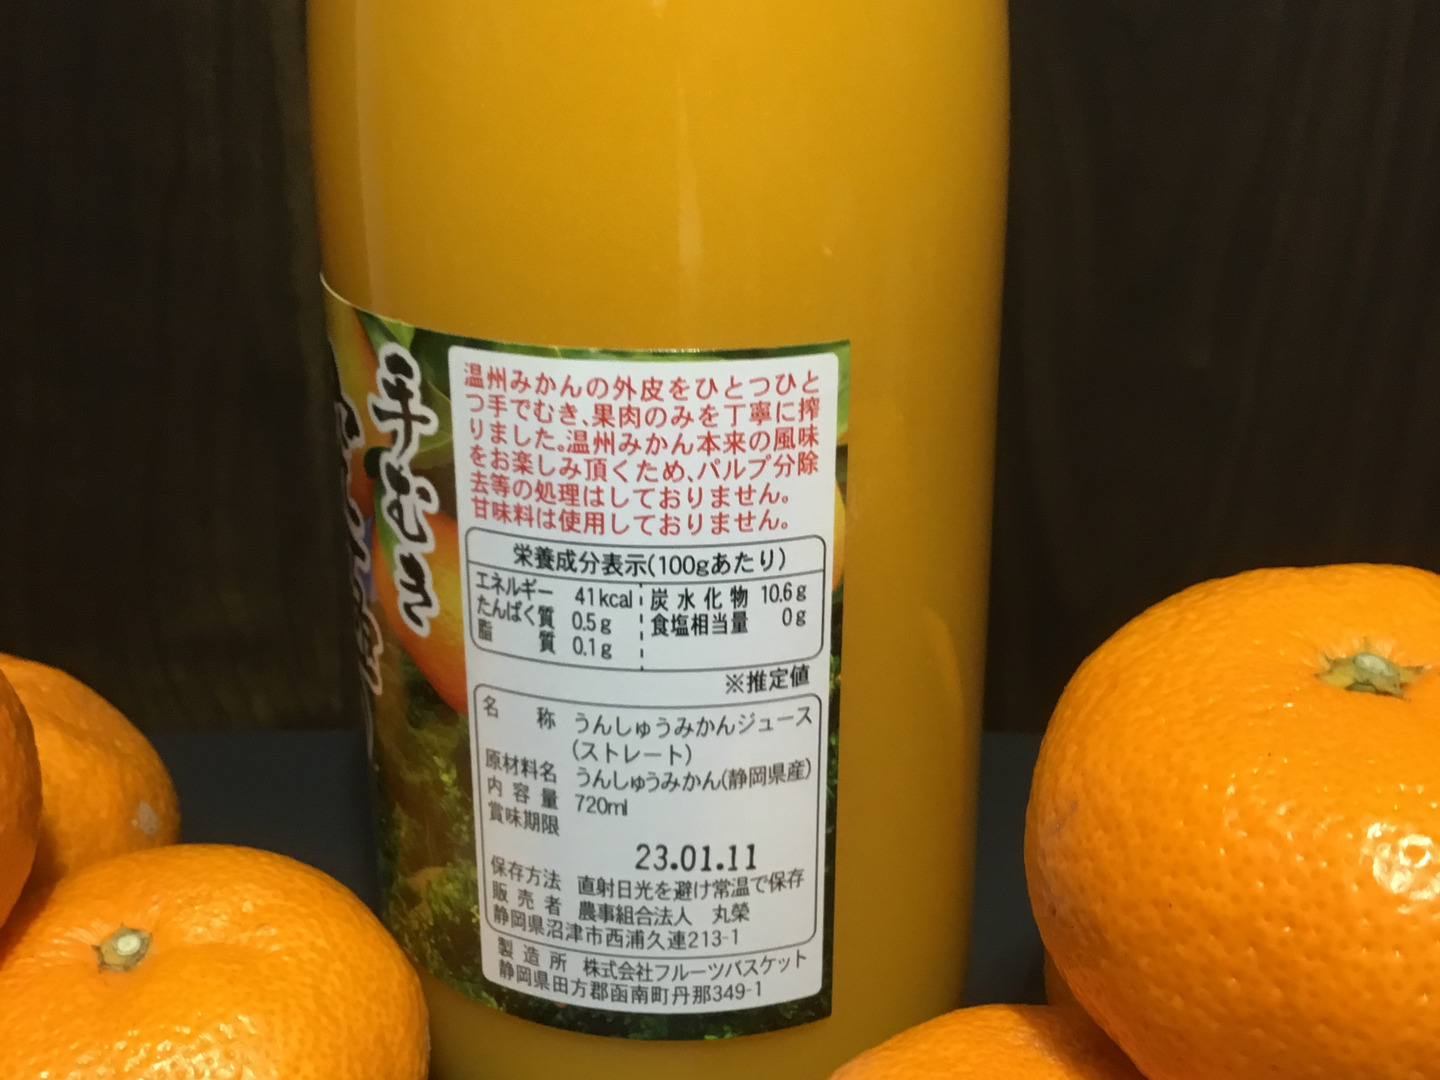 手むき
温州みかんの外皮をひとつひと
つ手でむき、果肉のみを丁寧に搾
りました。温州みかん本来の風味
をお楽しみ頂くため、パルプ分除
去等の処理はしておりません。
甘味料は使用しておりません。
栄養成分表示(100gあたり)
エネルギー 41kcal 炭水化物 10.6g
たんぱく質 0.5g 食塩相当量 0g
脂質 0.1g
※推定値
名称 うんしゅうみかんジュース
(ストレート)
原材料名 うんしゅうみかん(静岡県産)
内容量 720ml
賞味期限
23.01.11
保存方法 直射日光を避け常温で保存
販売者 農事組合法人 丸榮
静岡県沼津市西浦久連213-1
製造所 株式会社フルーツバスケット
静岡県田方郡函南町丹那349-1